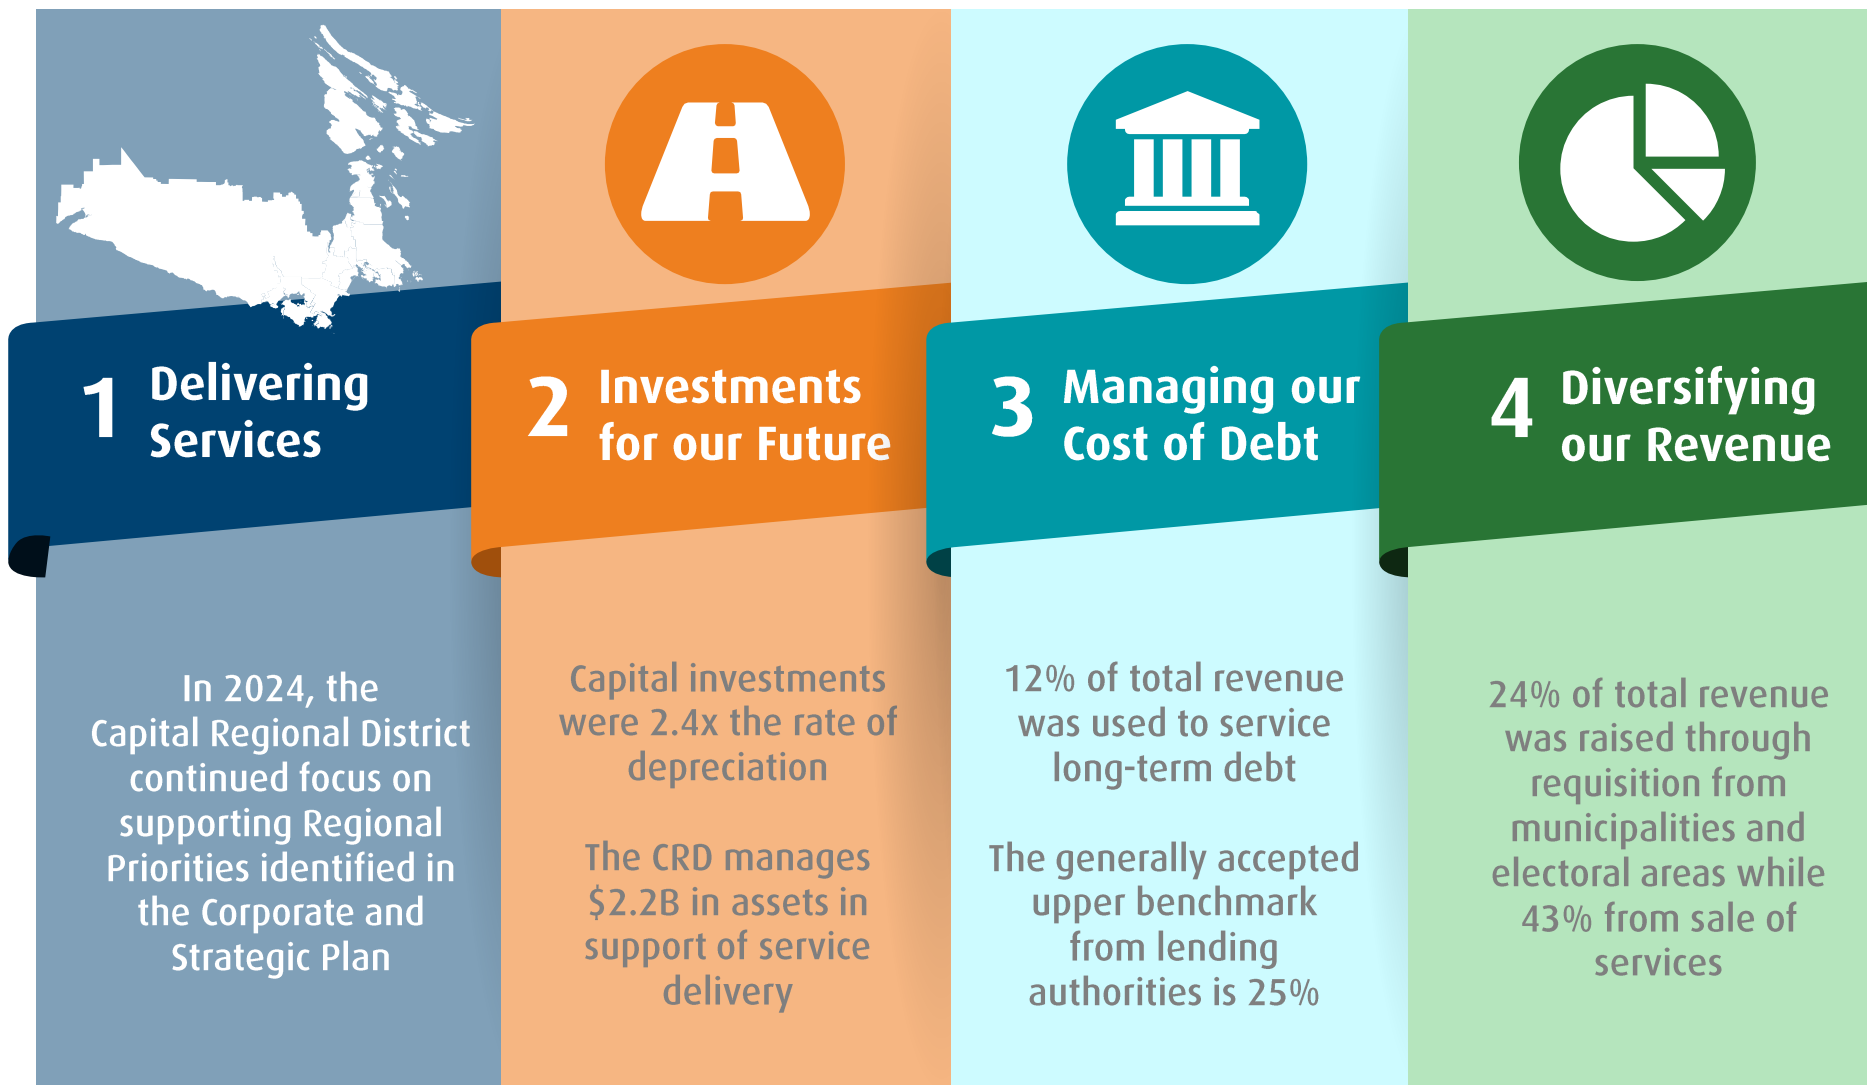 1 Delivering
Services
In 2024, the
Capital Regional District
continued focus on
supporting Regional
Priorities identified in
the Corporate and
Strategic Plan
2 Investments
for our Future
Capital investments
were 2.4x the rate of
depreciation
The CRD manages
$2.2B in assets in
support of service
delivery
3 Managing our
Cost of Debt
12% of total revenue
was used to service
long-term debt
The generally accepted
upper benchmark
from lending
authorities is 25%
4 Diversifying
our Revenue
24% of total revenue
was raised through
requisition from
municipalities and
electoral areas while
43% from sale of
services